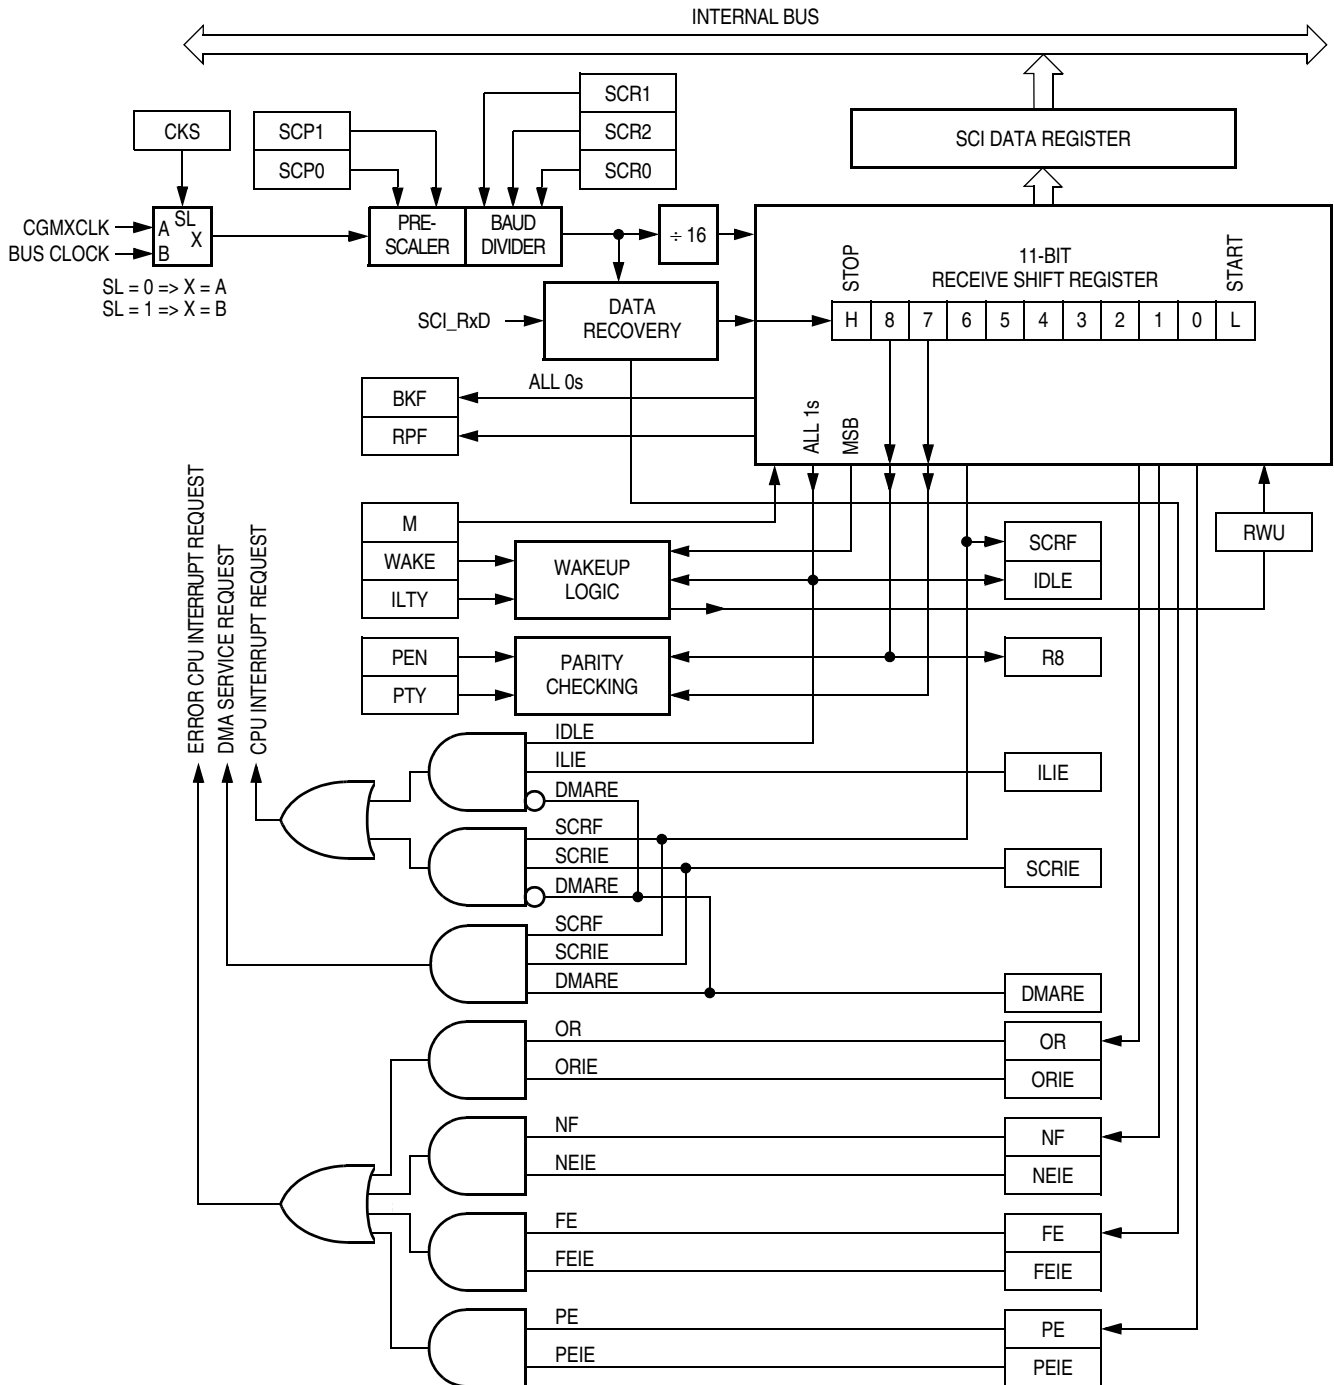 INTERNAL BUS
SCR1
SCR2
SCR0
CKS
SCP1
SCP0
SCI DATA REGISTER
CGMXCLK
BUS CLOCK
A
B
SL
X
PRE-
SCALER
BAUD
DIVIDER
÷ 16
SL = 0 => X = A
SL = 1 => X = B
STOP
11-BIT
RECEIVE SHIFT REGISTER
START
H 8 7 6 5 4 3 2 1 0 L
SCI_RxD
DATA
RECOVERY
ALL 0s
BKF
RPF
ALL 1s
MSB
ERROR CPU INTERRUPT REQUEST
DMA SERVICE REQUEST
CPU INTERRUPT REQUEST
M
WAKE
ILTY
WAKEUP
LOGIC
SCRF
IDLE
RWU
PEN
PTY
PARITY
CHECKING
R8
IDLE
ILIE
DMARE
ILIE
SCRF
SCRIE
DMARE
SCRIE
SCRF
SCRIE
DMARE
DMARE
OR
ORIE
OR
ORIE
NF
NEIE
NF
NEIE
FE
FEIE
FE
FEIE
PE
PEIE
PE
PEIE